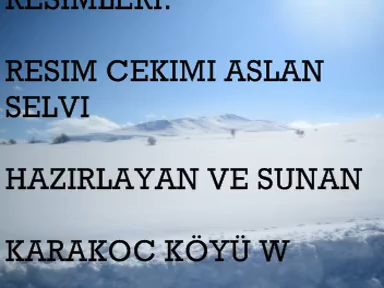 RESIMLERI.
RESIM CEKIMI ASLAN
SELVI
HAZIRLAYAN VE SUNAN
KARAKOC KÖYÜ W